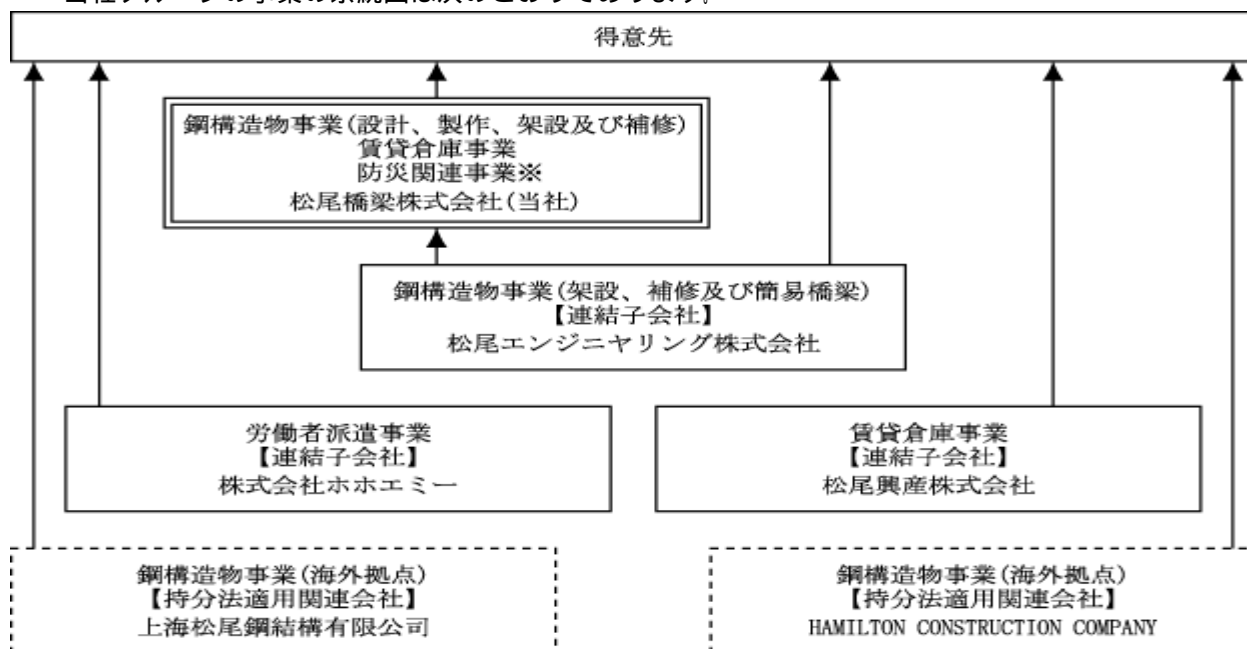 当社グループの事業の系統図は次のとおりであります。
得意先
鋼構造物事業(設計、製作、架設及び補修)
賃貸倉庫事業
防災関連事業※
松尾橋梁株式会社(当社)
鋼構造物事業(架設、補修及び簡易橋梁)
【連結子会社】
松尾エンジニヤリング株式会社
労働者派遣事業
【連結子会社】
株式会社ホホエミー
賃貸倉庫事業
【連結子会社】
松尾興産株式会社
鋼構造物事業(海外拠点)
【持分法適用関連会社】
上海松尾鋼結構有限公司
鋼構造物事業(海外拠点)
【持分法適用関連会社】
HAMILTON CONSTRUCTION COMPANY